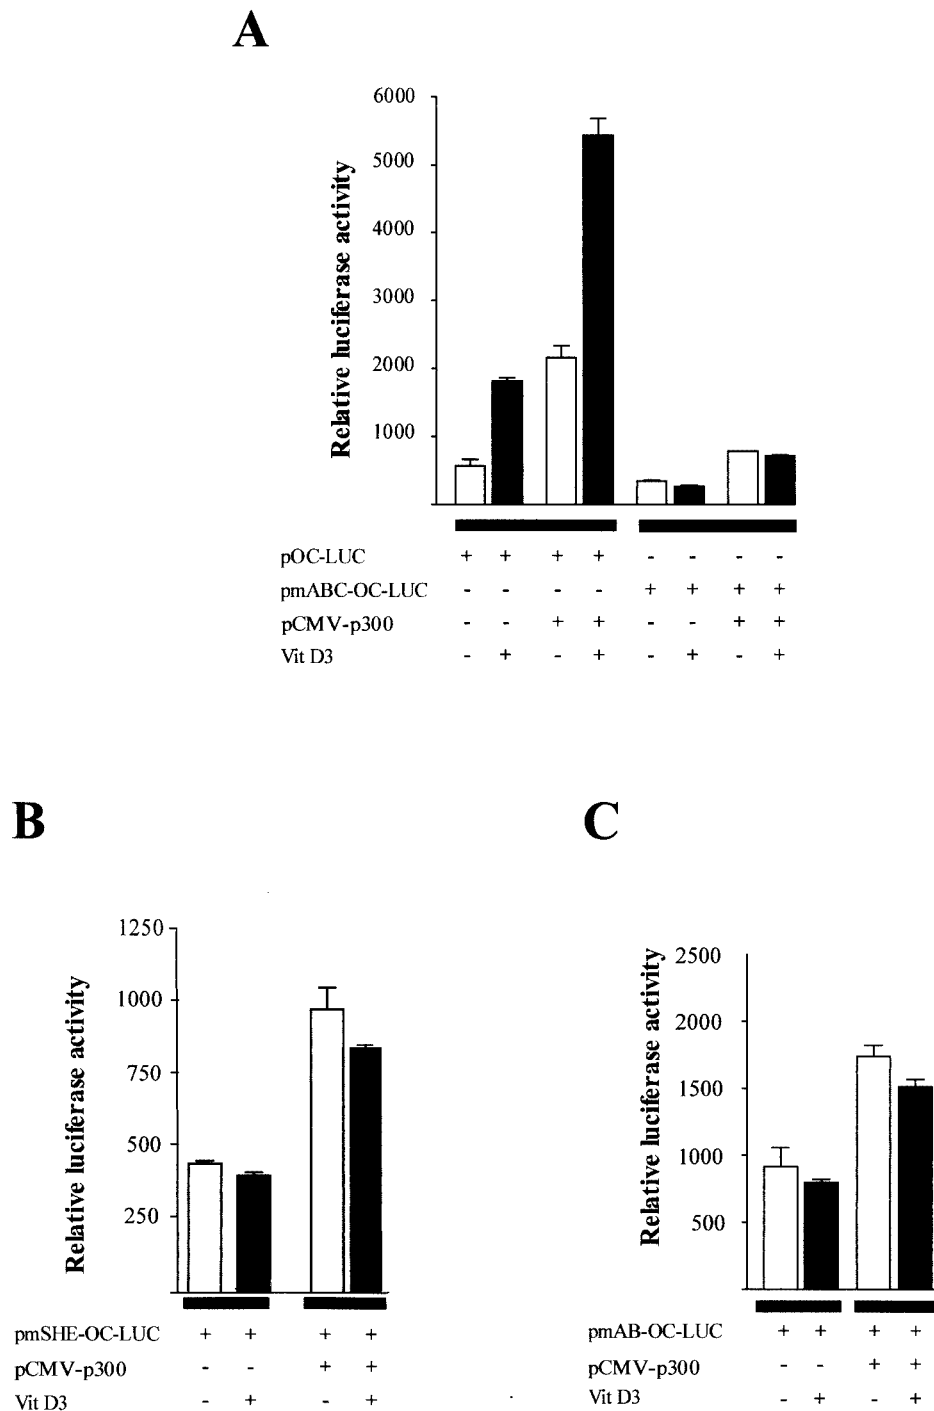 A
Relative luciferase activity
6000
5000
4000
3000
2000
1000
pOC-LUC + + + + - - - -
pmABC-OC-LUC - - - - + + + +
pCMV-p300 - - + + - - + +
Vit D3 - + - + - + - +
B
Relative luciferase activity
1250
1000
750
500
250
pmSHE-OC-LUC + + + +
pCMV-p300 - - + +
Vit D3 - + - +
C
Relative luciferase activity
2500
2000
1500
1000
500
pmAB-OC-LUC + + + +
pCMV-p300 - - + +
Vit D3 - + - +